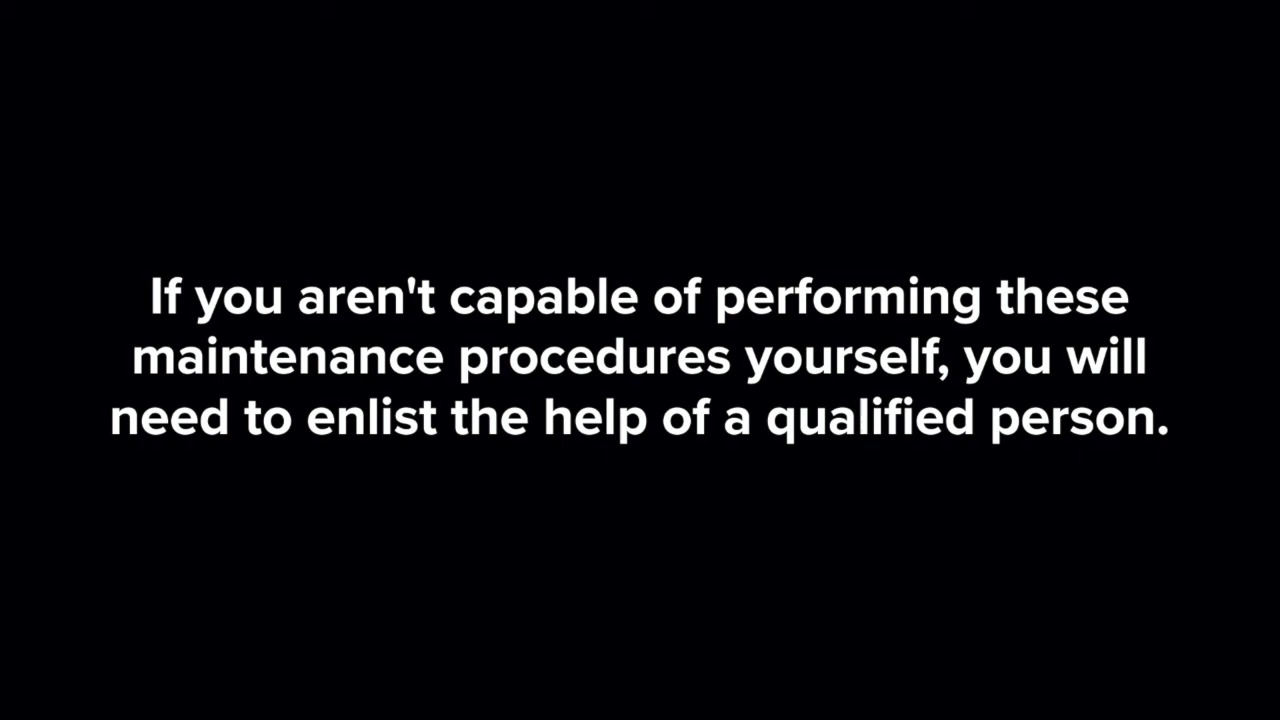 If you aren't capable of performing these
maintenance procedures yourself, you will
need to enlist the help of a qualified person.